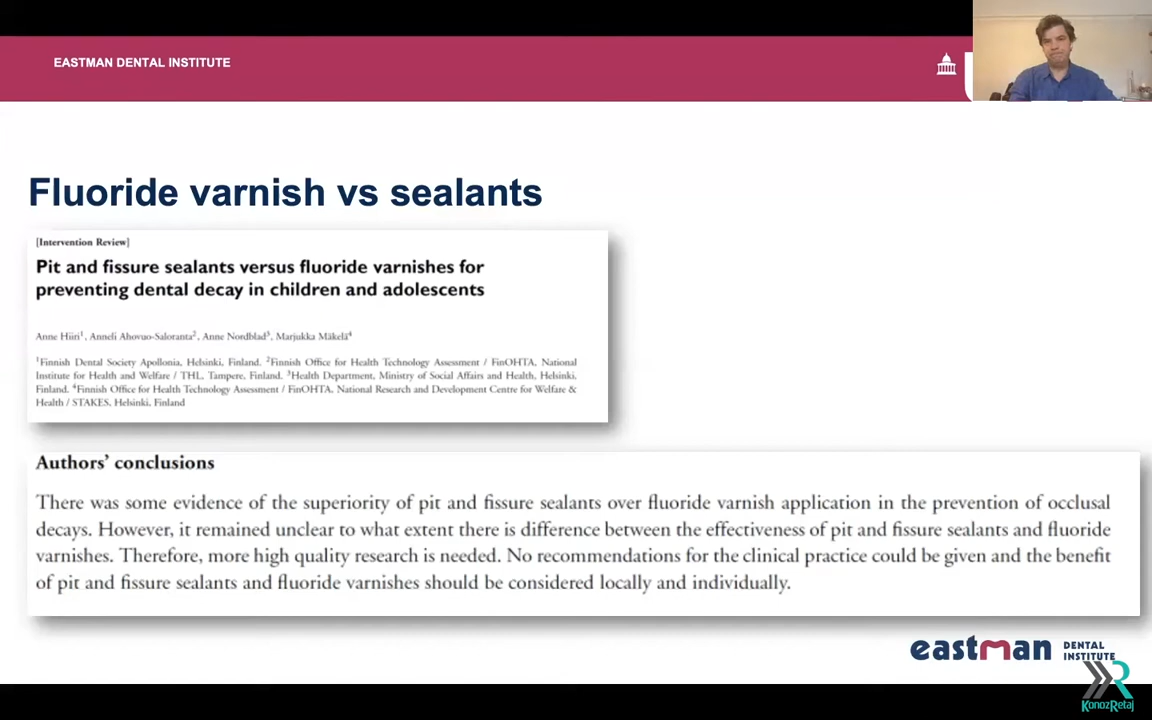 EASTMAN DENTAL INSTITUTE
Fluoride varnish vs sealants
[Intervention Review]
Pit and fissure sealants versus fluoride varnishes for
preventing dental decay in children and adolescents
Anne Hiiri¹, Anneli Ahovuo-Saloranta², Anne Nordblad³, Marjukka Mäkelä⁴
¹Finnish Dental Society Apollonia, Helsinki, Finland. ²Finnish Office for Health Technology Assessment / FinOHTA, National
Institute for Health and Welfare / THL, Tampere, Finland. ³Health Department, Ministry of Social Affairs and Health, Helsinki,
Finland. ⁴Finnish Office for Health Technology Assessment / FinOHTA, National Research and Development Centre for Welfare &
Health / STAKES, Helsinki, Finland
Authors’ conclusions
There was some evidence of the superiority of pit and fissure sealants over fluoride varnish application in the prevention of occlusal
decays. However, it remained unclear to what extent there is difference between the effectiveness of pit and fissure sealants and fluoride
varnishes. Therefore, more high quality research is needed. No recommendations for the clinical practice could be given and the benefit
of pit and fissure sealants and fluoride varnishes should be considered locally and individually.
eastman DENTAL
INSTITUTE
KonozRetaj